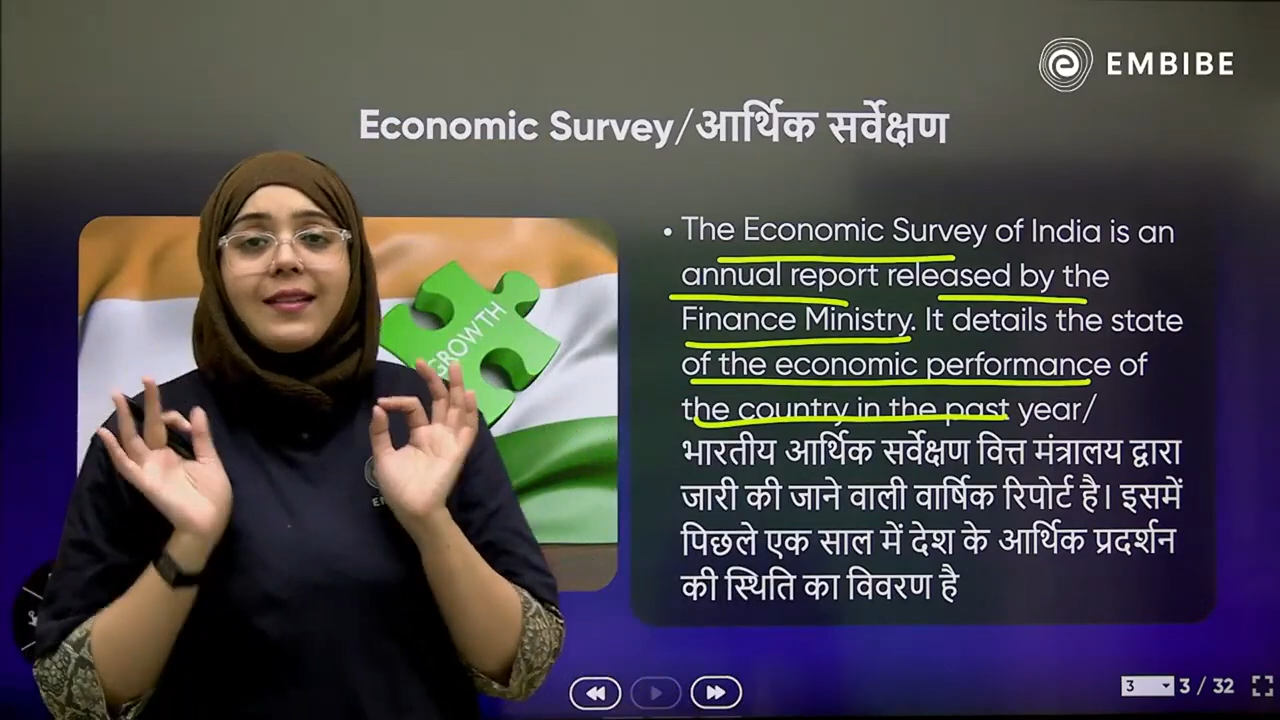 EMBIBE
Economic Survey/आर्थिक सर्वेक्षण
GROWTH
• The Economic Survey of India is an
annual report released by the
Finance Ministry. It details the state
of the economic performance of
the country in the past year/
भारतीय आर्थिक सर्वेक्षण वित्त मंत्रालय द्वारा
जारी की जाने वाली वार्षिक रिपोर्ट है। इसमें
पिछले एक साल में देश के आर्थिक प्रदर्शन
की स्थिति का विवरण है
3 3 / 32